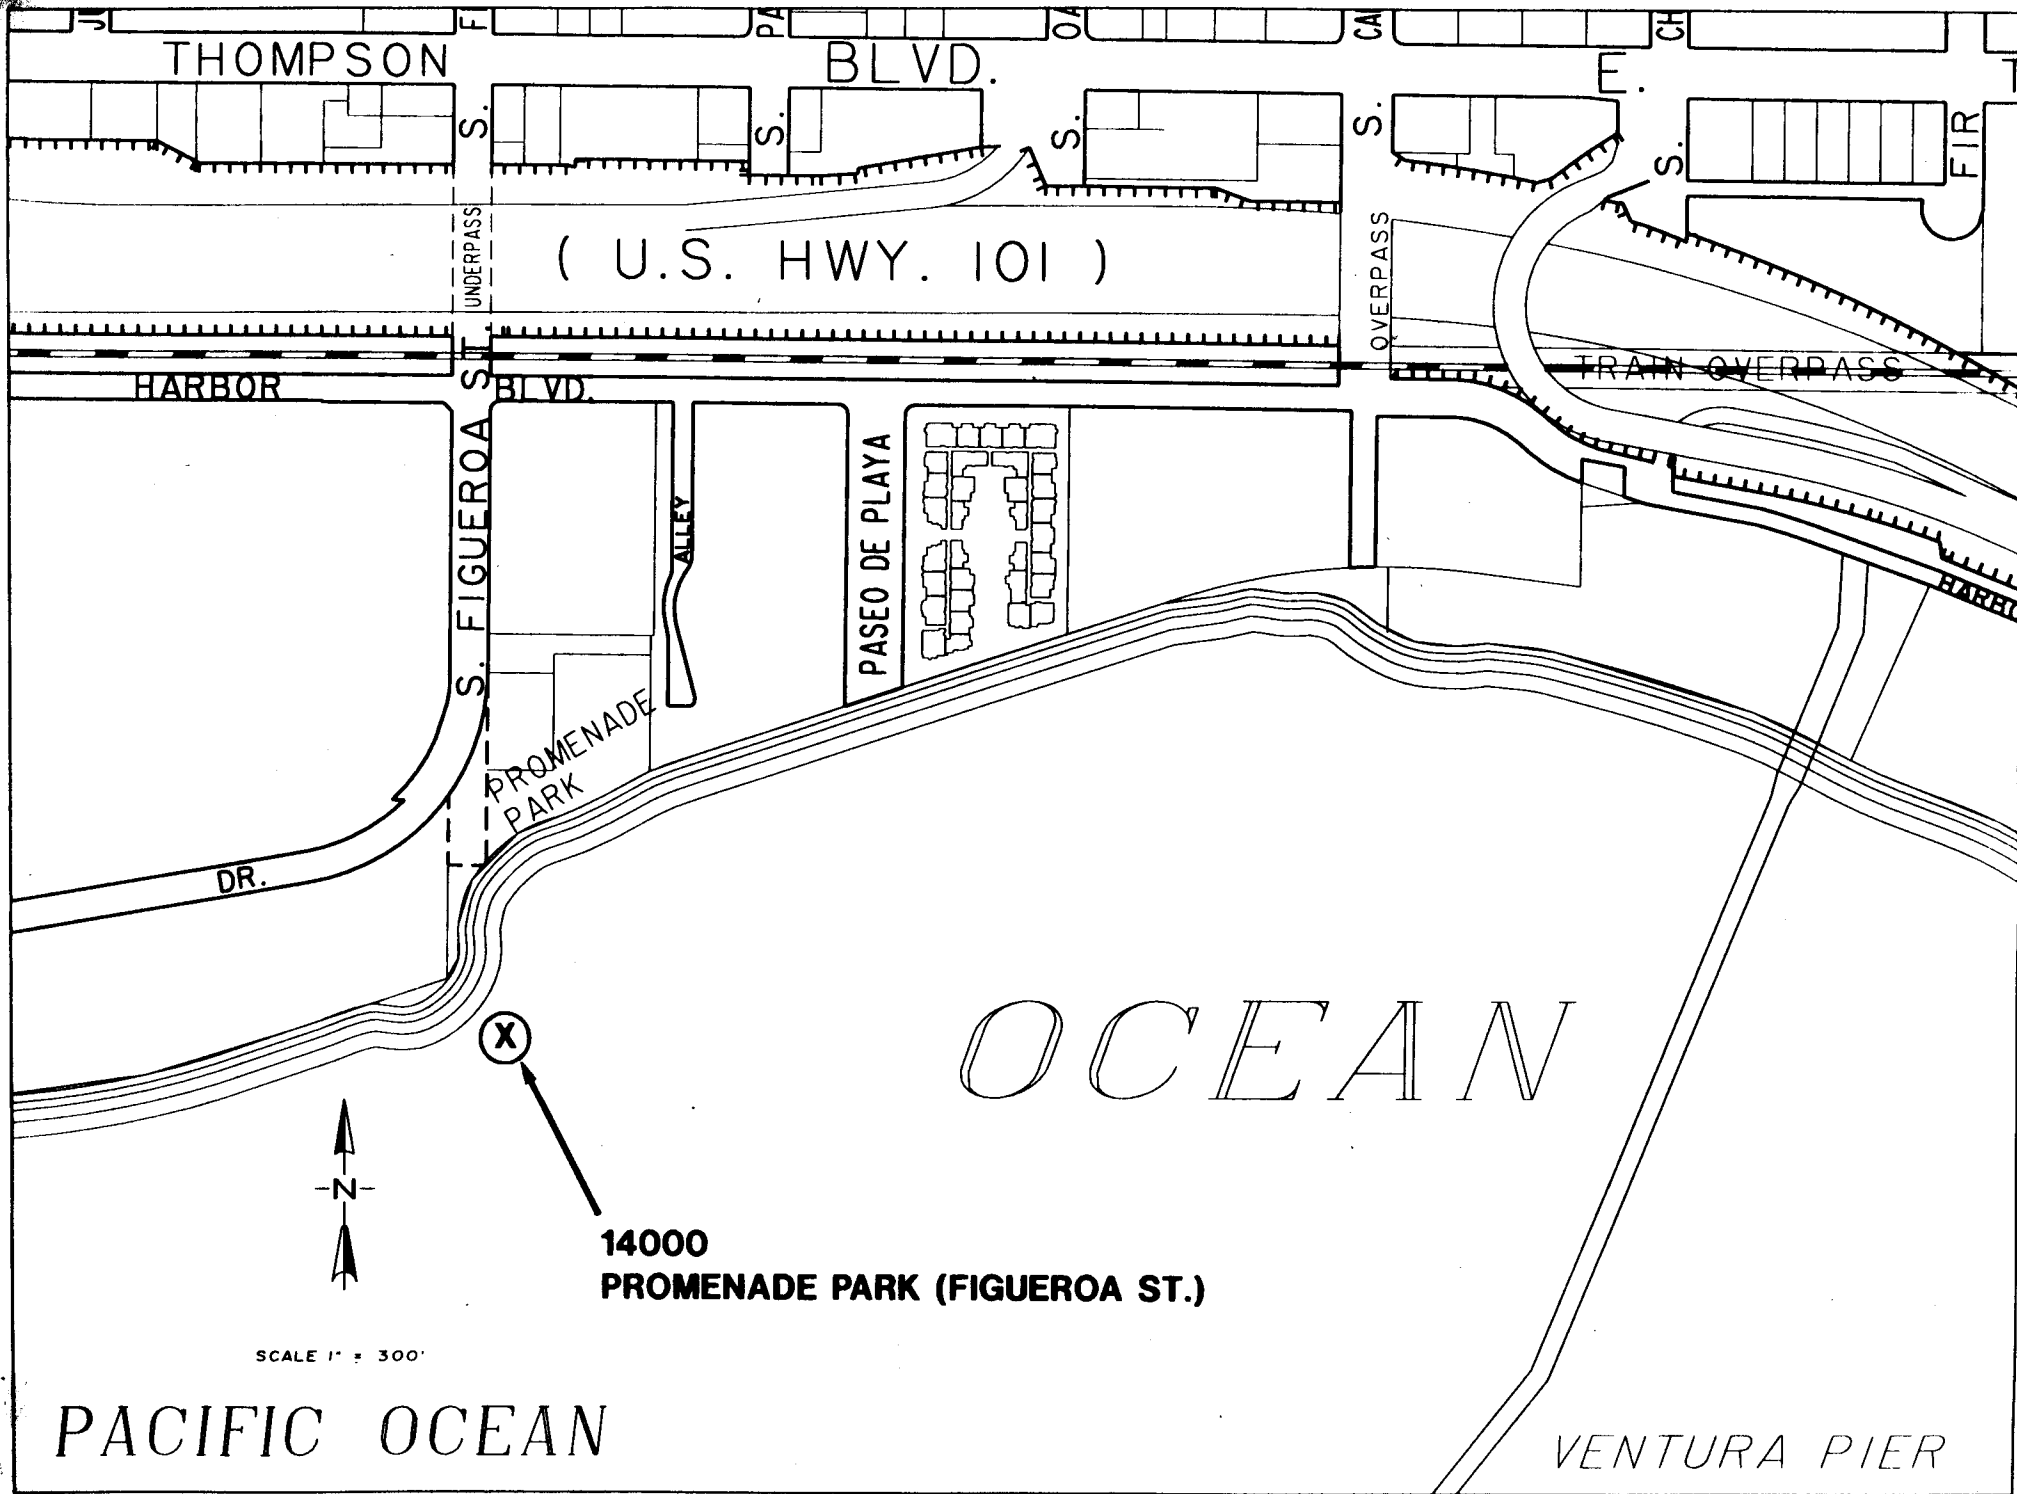 THOMPSON BLVD. E.
S. S. S. S. S. FIR
UNDERPASS
( U.S. HWY. 101 )
OVERPASS
TRAIN OVERPASS
HARBOR BLVD.
S. FIGUEROA ST.
ALLEY
PASEO DE PLAYA
PROMENADE
PARK
DR.
OCEAN
X
-N-
14000
PROMENADE PARK (FIGUEROA ST.)
SCALE 1" = 300'
PACIFIC OCEAN
VENTURA PIER